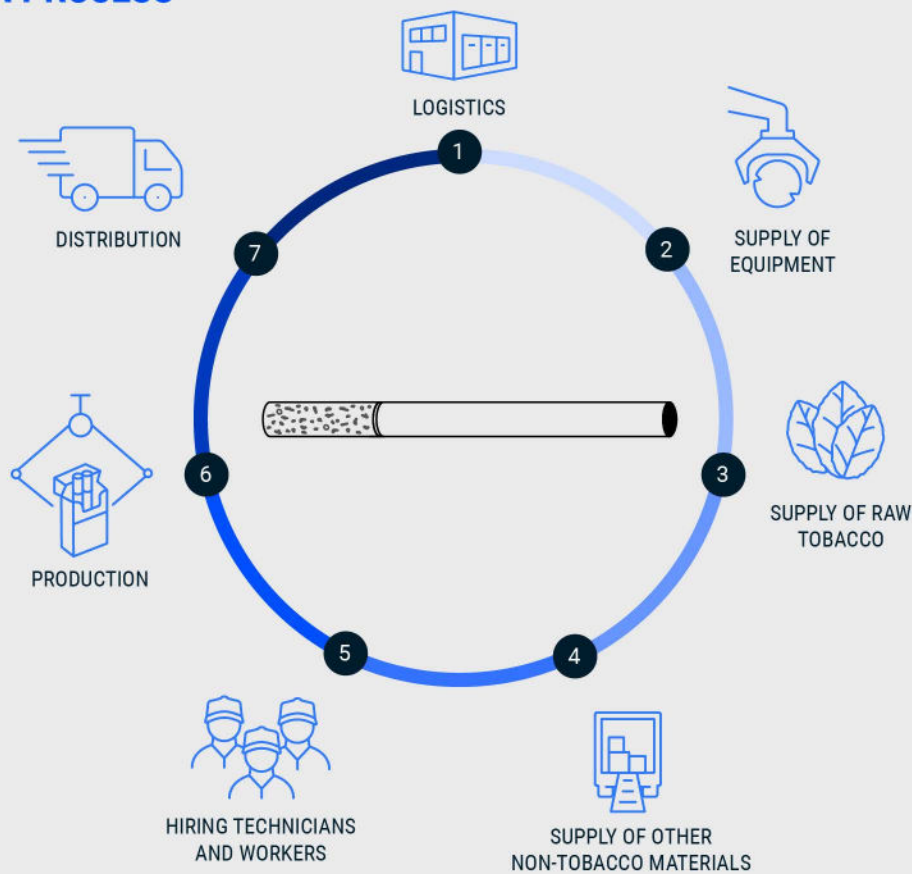 PROCESS
LOGISTICS
1
2
SUPPLY OF
EQUIPMENT
3
SUPPLY OF RAW
TOBACCO
4
SUPPLY OF OTHER
NON-TOBACCO MATERIALS
5
HIRING TECHNICIANS
AND WORKERS
6
PRODUCTION
7
DISTRIBUTION